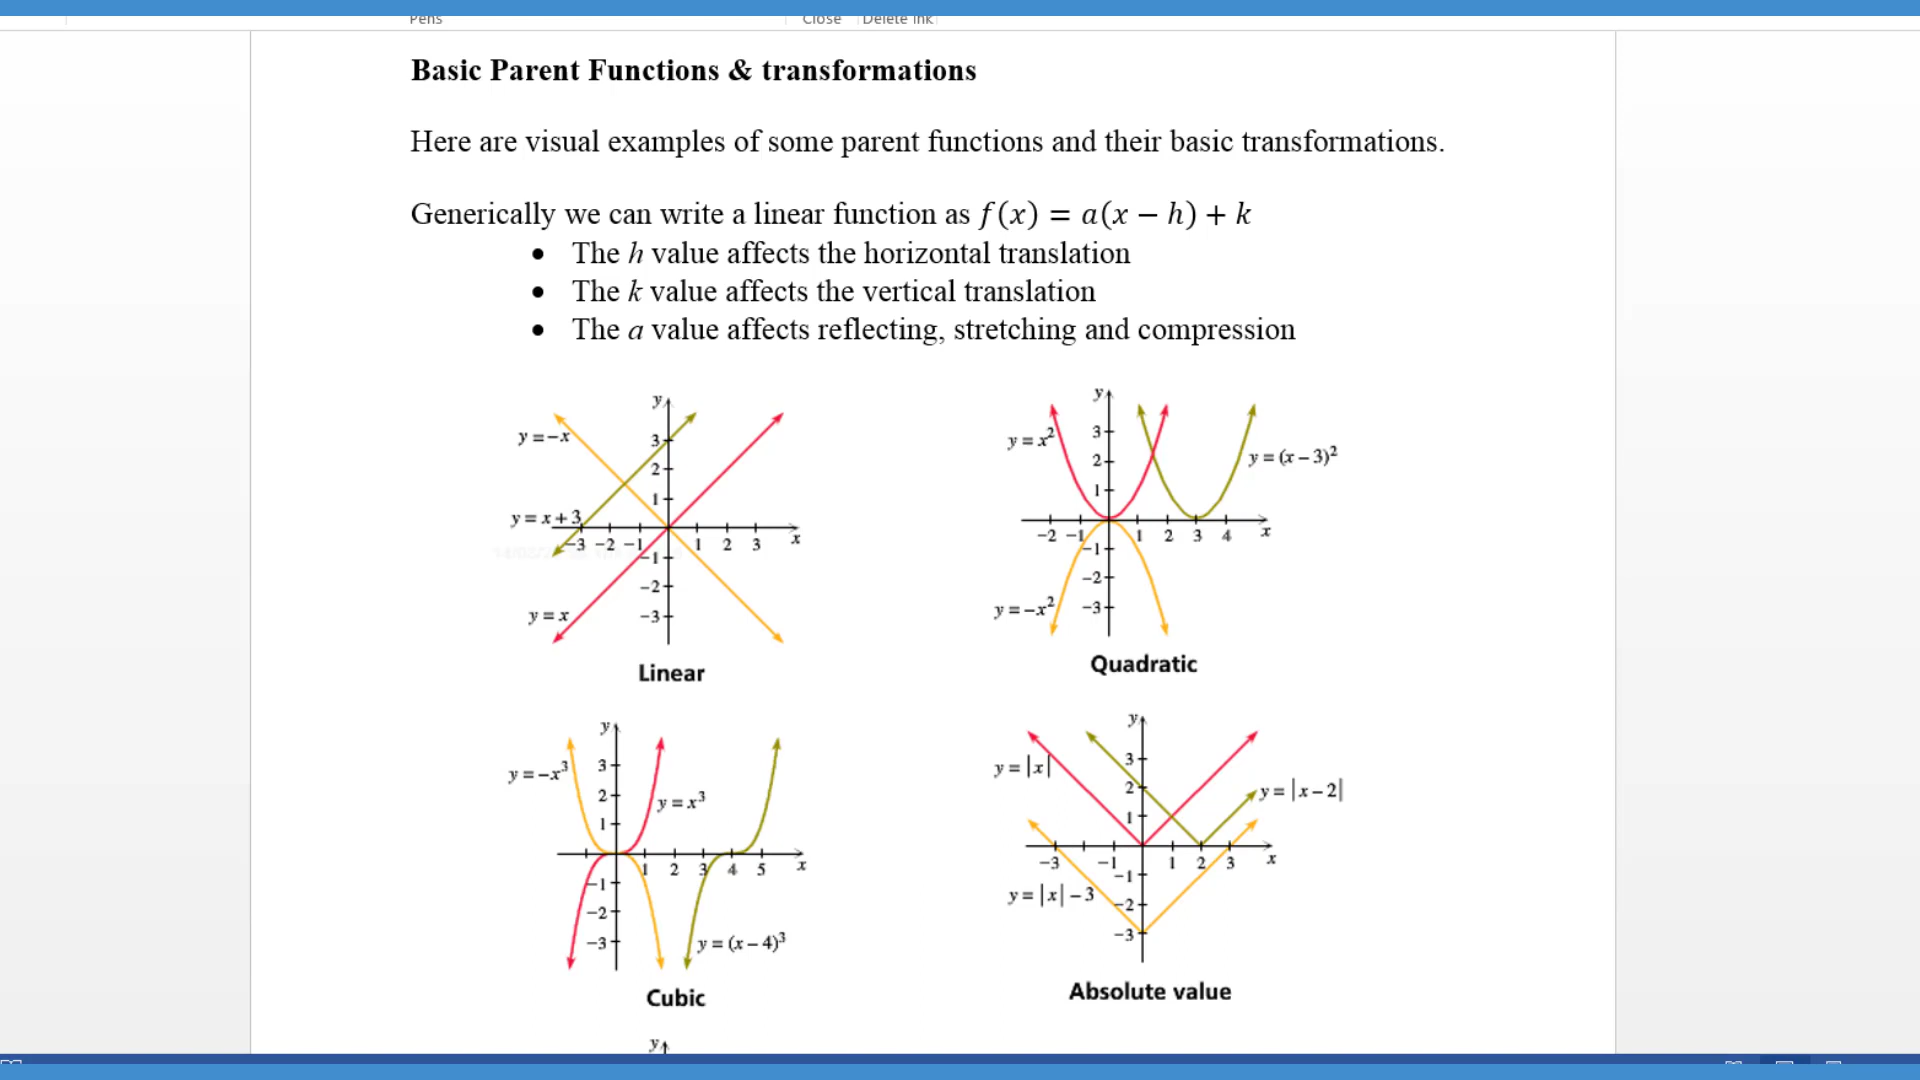 Pens Close Delete Ink
Basic Parent Functions & transformations
Here are visual examples of some parent functions and their basic transformations.
Generically we can write a linear function as f(x) = a(x − h) + k
• The h value affects the horizontal translation
• The k value affects the vertical translation
• The a value affects reflecting, stretching and compression
y
y = −x
3
2
1
y = x + 3
−3 −2 −1 1 2 3 x
−1
−2
y = x
−3
Linear
y
y = x²
3
y = (x − 3)²
2
1
−2 −1 1 2 3 4 x
−1
−2
y = −x²
−3
Quadratic
y
y = −x³
3
2
y = x³
1
1 2 3 4 5 x
−1
−2
−3
y = (x − 4)³
Cubic
y
y = |x|
3
2
y = |x − 2|
1
−3 −1 1 2 3 x
−1
y = |x| − 3
−2
−3
Absolute value
y